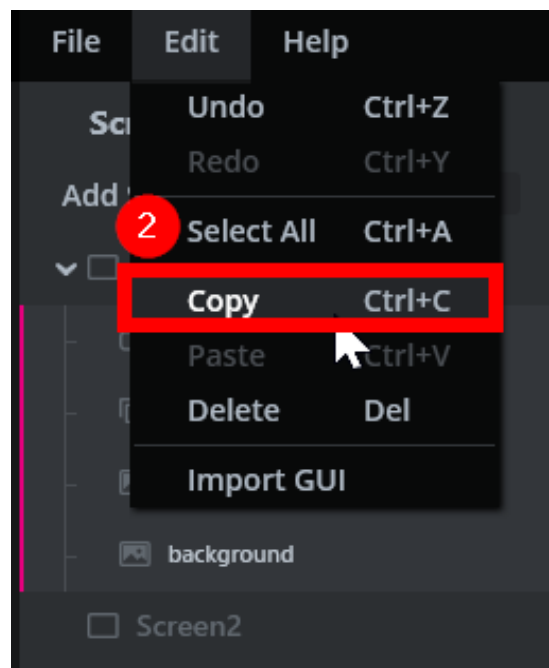 File Edit Help
Undo Ctrl+Z
Redo Ctrl+Y
Add
2 Select All Ctrl+A
Copy Ctrl+C
Paste Ctrl+V
Delete Del
Import GUI
background
Screen2